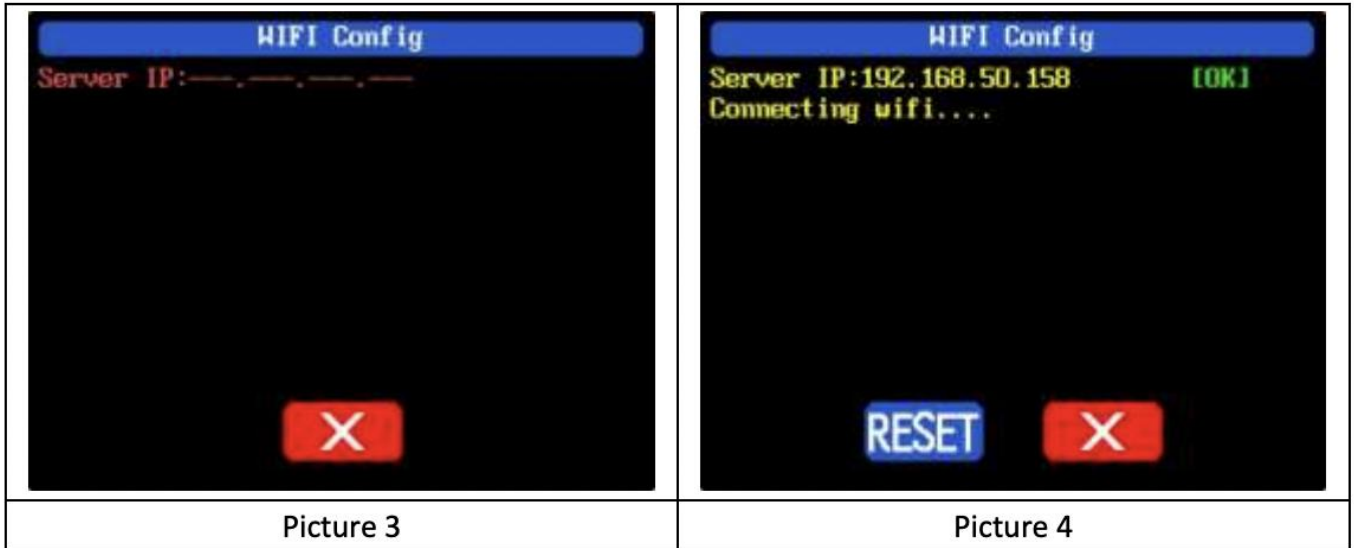 WIFI Config
Server IP:---.---.---.---
X
Picture 3
WIFI Config
Server IP:192.168.50.158 [OK]
Connecting wifi....
RESET X
Picture 4